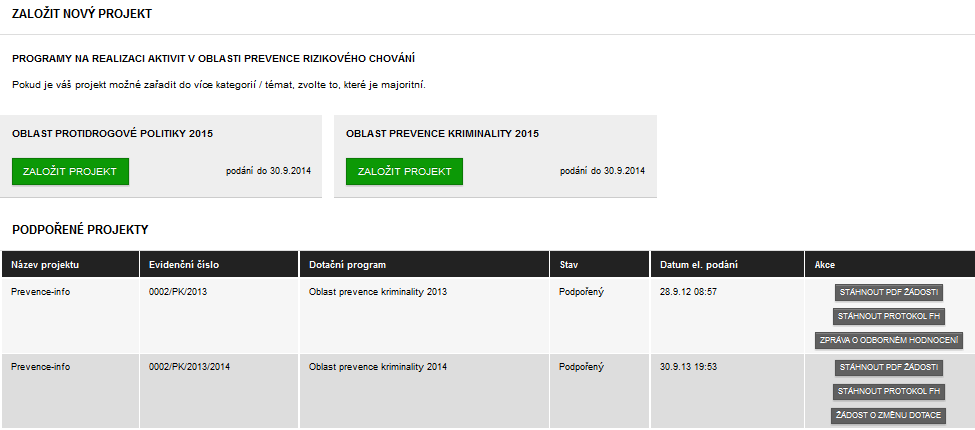 ZALOŽIT NOVÝ PROJEKT
PROGRAMY NA REALIZACI AKTIVIT V OBLASTI PREVENCE RIZIKOVÉHO CHOVÁNÍ
Pokud je váš projekt možné zařadit do více kategorií / témat, zvolte to, které je majoritní.
OBLAST PROTIDROGOVÉ POLITIKY 2015
ZALOŽIT PROJEKT podání do 30.9.2014
OBLAST PREVENCE KRIMINALITY 2015
ZALOŽIT PROJEKT podání do 30.9.2014
PODPOŘENÉ PROJEKTY
Název projektu Evidenční číslo Dotační program Stav Datum el. podání Akce
Prevence-info 0002/PK/2013 Oblast prevence kriminality 2013 Podpořený 28.9.12 08:57 STÁHNOUT PDF ŽÁDOSTI
STÁHNOUT PROTOKOL FH
ZPRÁVA O ODBORNÉM HODNOCENÍ
Prevence-info 0002/PK/2013/2014 Oblast prevence kriminality 2014 Podpořený 30.9.13 19:53 STÁHNOUT PDF ŽÁDOSTI
STÁHNOUT PROTOKOL FH
ŽÁDOST O ZMĚNU DOTACE